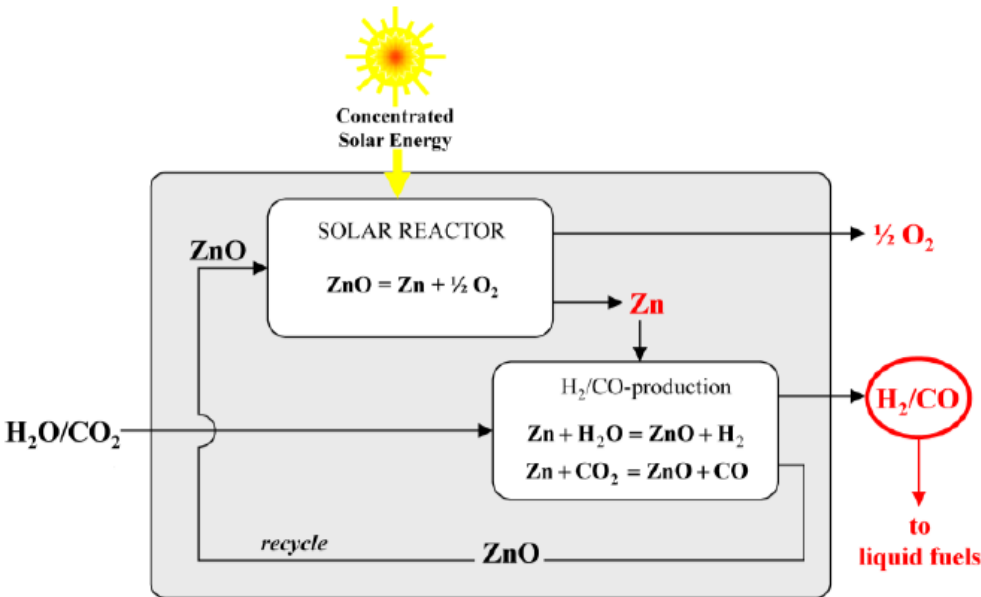 Concentrated
Solar Energy
SOLAR REACTOR
ZnO = Zn + ½ O₂
ZnO
½ O₂
Zn
H₂/CO-production
Zn + H₂O = ZnO + H₂
Zn + CO₂ = ZnO + CO
H₂O/CO₂
H₂/CO
recycle
ZnO
to
liquid fuels